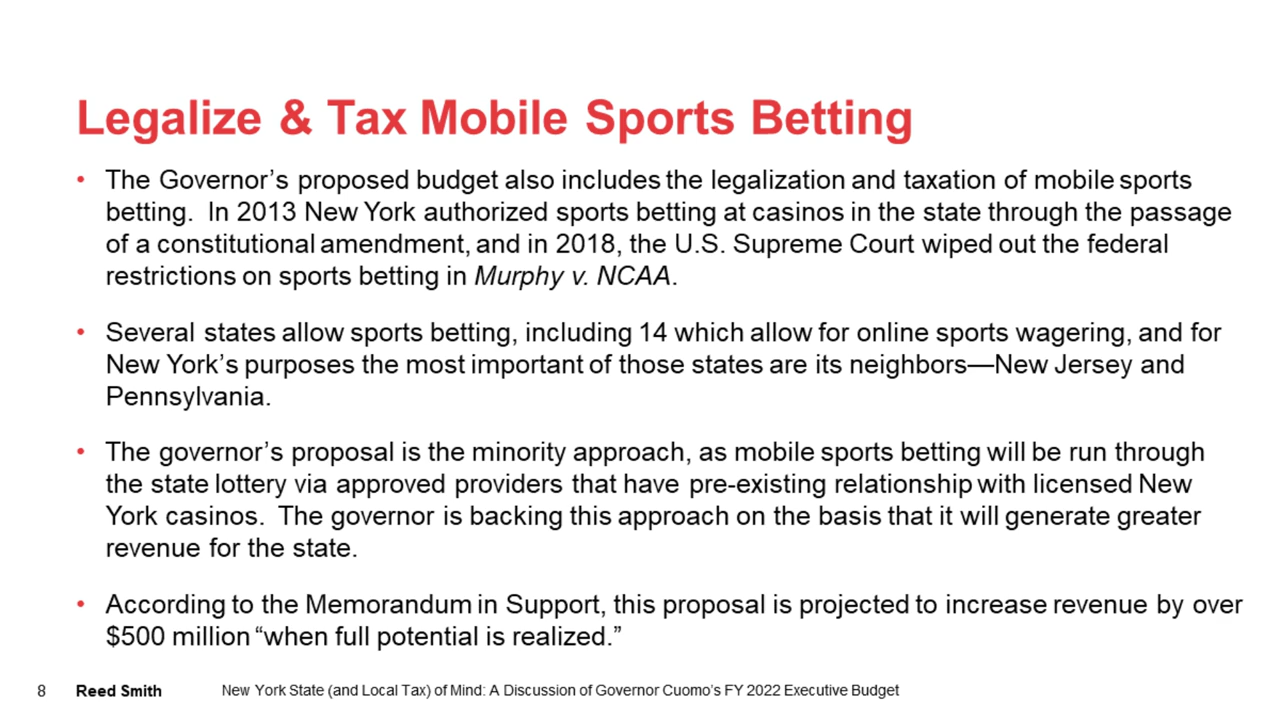 Legalize & Tax Mobile Sports Betting
• The Governor’s proposed budget also includes the legalization and taxation of mobile sports
betting.  In 2013 New York authorized sports betting at casinos in the state through the passage
of a constitutional amendment, and in 2018, the U.S. Supreme Court wiped out the federal
restrictions on sports betting in Murphy v. NCAA.
• Several states allow sports betting, including 14 which allow for online sports wagering, and for
New York’s purposes the most important of those states are its neighbors—New Jersey and
Pennsylvania.
• The governor’s proposal is the minority approach, as mobile sports betting will be run through
the state lottery via approved providers that have pre-existing relationship with licensed New
York casinos.  The governor is backing this approach on the basis that it will generate greater
revenue for the state.
• According to the Memorandum in Support, this proposal is projected to increase revenue by over
$500 million “when full potential is realized.”
8 Reed Smith New York State (and Local Tax) of Mind: A Discussion of Governor Cuomo’s FY 2022 Executive Budget